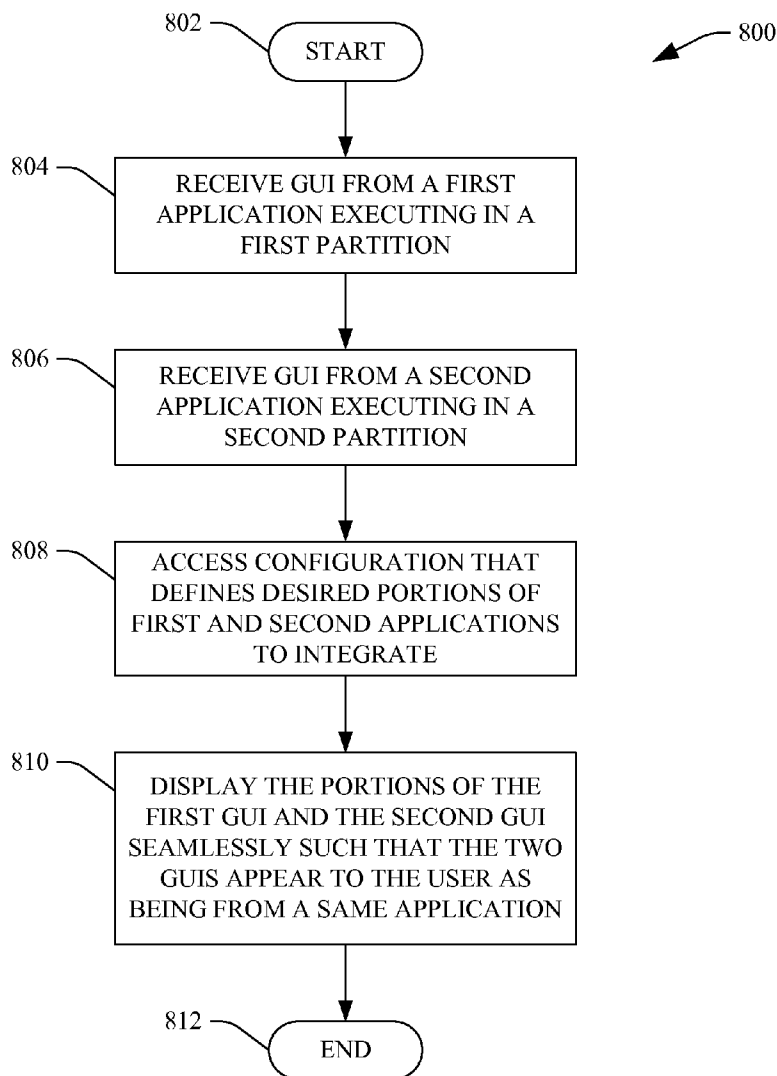 802
START
800
804
RECEIVE GUI FROM A FIRST
APPLICATION EXECUTING IN A
FIRST PARTITION
806
RECEIVE GUI FROM A SECOND
APPLICATION EXECUTING IN A
SECOND PARTITION
808
ACCESS CONFIGURATION THAT
DEFINES DESIRED PORTIONS OF
FIRST AND SECOND APPLICATIONS
TO INTEGRATE
810
DISPLAY THE PORTIONS OF THE
FIRST GUI AND THE SECOND GUI
SEAMLESSLY SUCH THAT THE TWO
GUIS APPEAR TO THE USER AS
BEING FROM A SAME APPLICATION
812
END